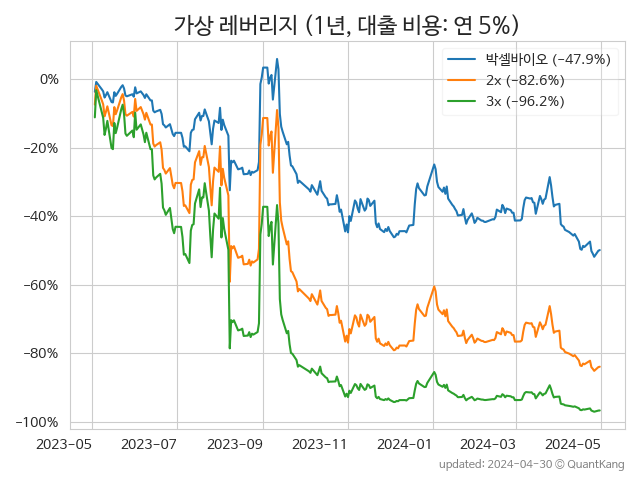 가상 레버리지 (1년, 대출 비용: 연 5%)
박셀바이오 (−47.9%)
2x (−82.6%)
3x (−96.2%)
0%
−20%
−40%
−60%
−80%
−100%
2023-05 2023-07 2023-09 2023-11 2024-01 2024-03 2024-05
updated: 2024-04-30 © QuantKang